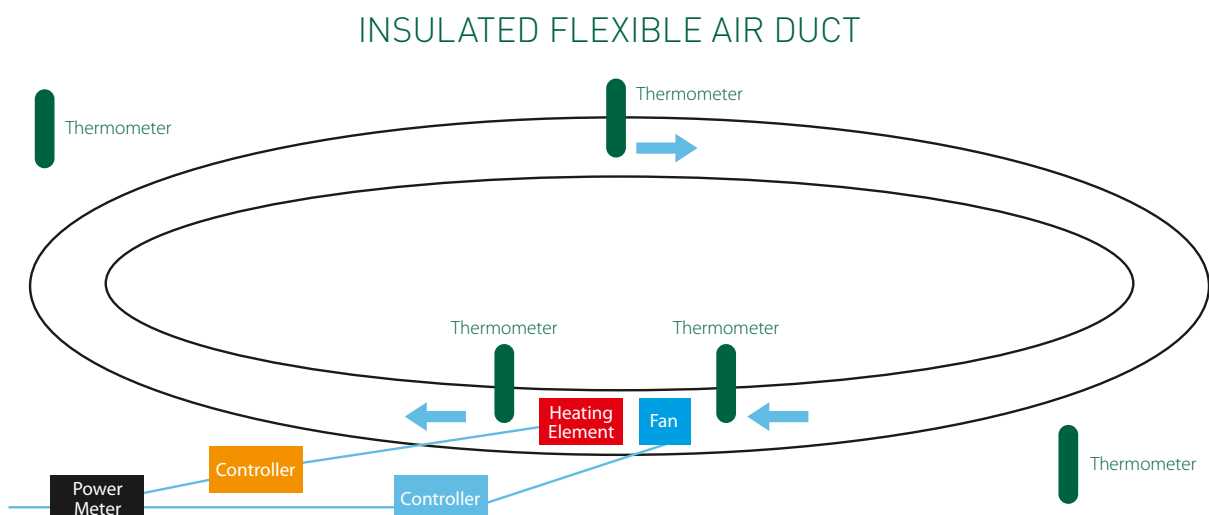 INSULATED FLEXIBLE AIR DUCT
Thermometer
Thermometer
Thermometer
Thermometer
Heating
Element
Fan
Controller
Thermometer
Power
Meter
Controller